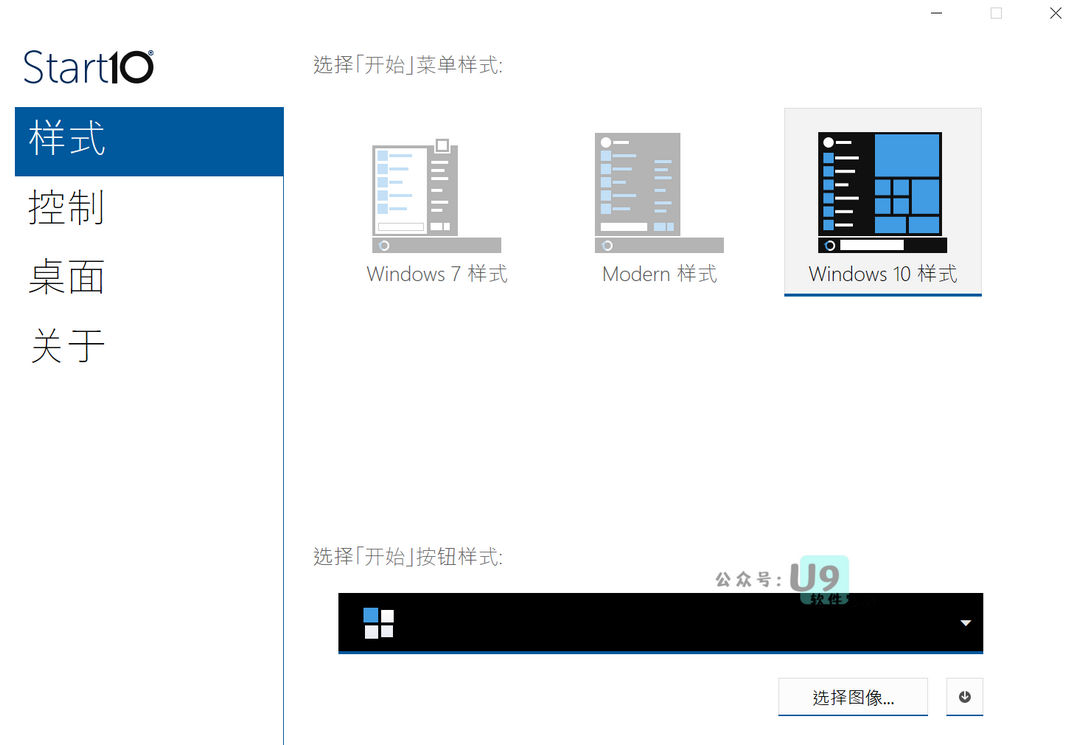 Start10
样式
控制
桌面
关于
选择「开始」菜单样式:
Windows 7 样式
Modern 样式
Windows 10 样式
选择「开始」按钮样式:
公众号: U9
软件
选择图像...